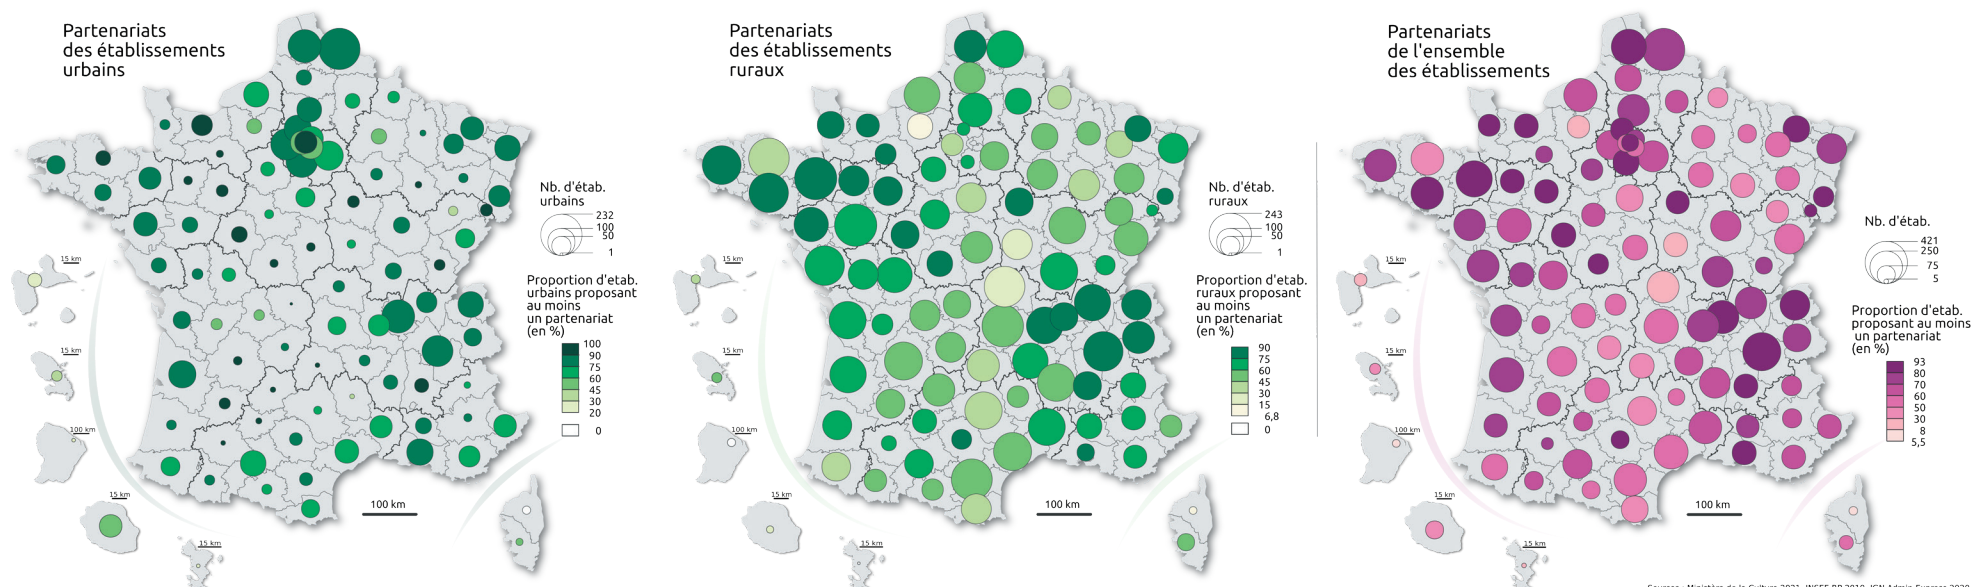 Partenariats
des établissements
urbains
Nb. d'étab.
urbains
232
100
50
1
Proportion d'etab.
urbains proposant
au moins
un partenariat
(en %)
100
90
75
60
45
30
20
0
15 km
15 km
100 km
15 km
15 km
100 km
Partenariats
des établissements
ruraux
Nb. d'étab.
ruraux
243
100
50
1
Proportion d'etab.
ruraux proposant
au moins
un partenariat
(en %)
90
75
60
45
30
15
6,8
0
15 km
15 km
100 km
15 km
15 km
100 km
Partenariats
de l'ensemble
des établissements
Nb. d'étab.
421
250
75
5
Proportion d'etab.
proposant au moins
un partenariat
(en %)
93
80
70
60
50
30
8
5,5
15 km
15 km
100 km
15 km
15 km
100 km